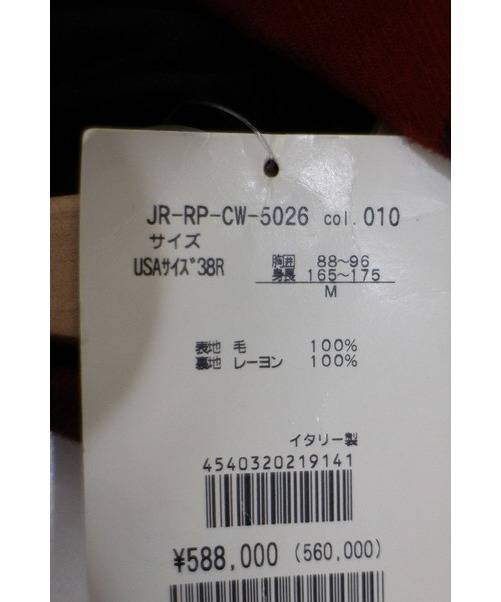 JR-RP-CW-5026 col.010
サイズ
USAサイズ38R
胸囲 88~96
身長 165~175
M
表地 毛 100%
裏地 レーヨン 100%
イタリー製
4540320219141
¥588,000 (560,000)